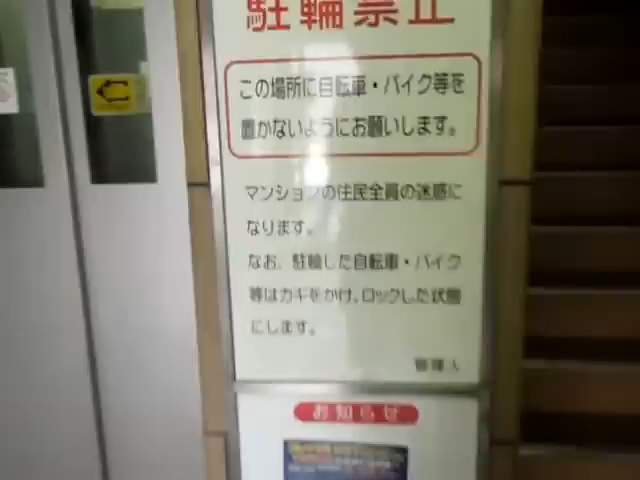 駐輪禁止
この場所に自転車・バイク等を
置かないようにお願いします。
マンションの住民全員の迷惑に
なります。
なお、駐輪した自転車・バイク
等はカギをかけ、ロックした状態
にします。
管理人
お知らせ